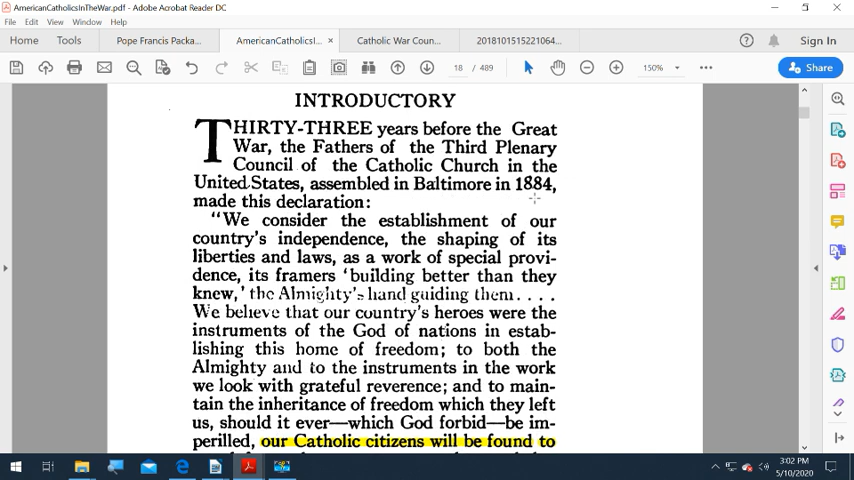 AmericanCatholicsInTheWar.pdf - Adobe Acrobat Reader DC
File Edit View Window Help
Home Tools Pope Francis Packa... AmericanCatholicsI... × Catholic War Coun... 2018101515221064... Sign In
18 / 489 150% Share
INTRODUCTORY
THIRTY-THREE years before the Great
War, the Fathers of the Third Plenary
Council of the Catholic Church in the
United States, assembled in Baltimore in 1884,
made this declaration:
"We consider the establishment of our
country's independence, the shaping of its
liberties and laws, as a work of special provi-
dence, its framers 'building better than they
knew,' the Almighty's hand guiding them....
We believe that our country's heroes were the
instruments of the God of nations in estab-
lishing this home of freedom; to both the
Almighty and to the instruments in the work
we look with grateful reverence; and to main-
tain the inheritance of freedom which they left
us, should it ever—which God forbid—be im-
perilled, our Catholic citizens will be found to
3:02 PM
5/10/2020